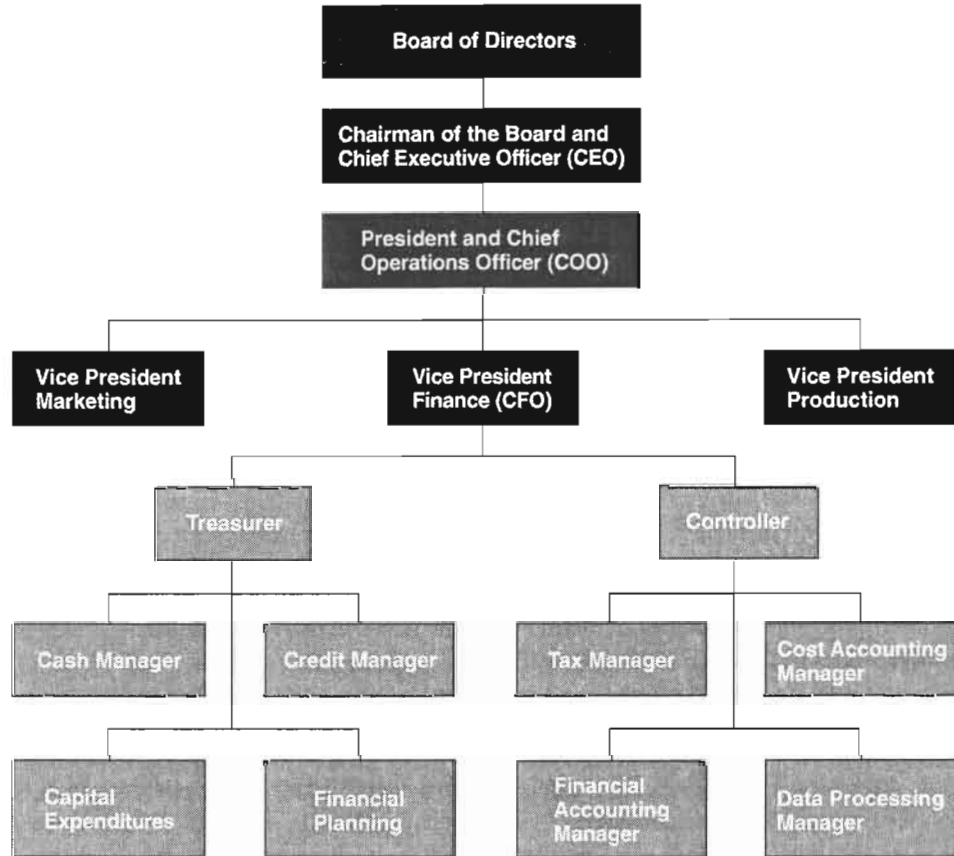 Board of Directors
Chairman of the Board and
Chief Executive Officer (CEO)
President and Chief
Operations Officer (COO)
Vice President
Marketing
Vice President
Finance (CFO)
Vice President
Production
Treasurer
Controller
Cash Manager
Credit Manager
Tax Manager
Cost Accounting
Manager
Capital
Expenditures
Financial
Planning
Financial
Accounting
Manager
Data Processing
Manager